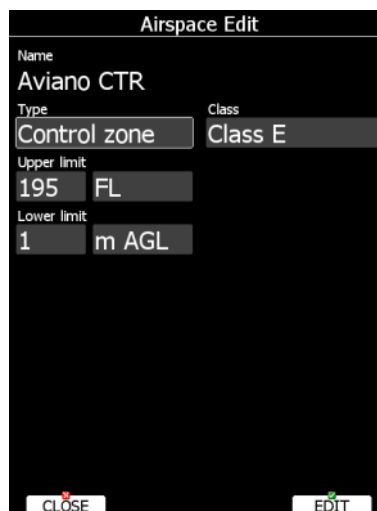 Airspace Edit
Name
Aviano CTR
Type Class
Control zone Class E
Upper limit
195 FL
Lower limit
1 m AGL
CLOSE EDIT